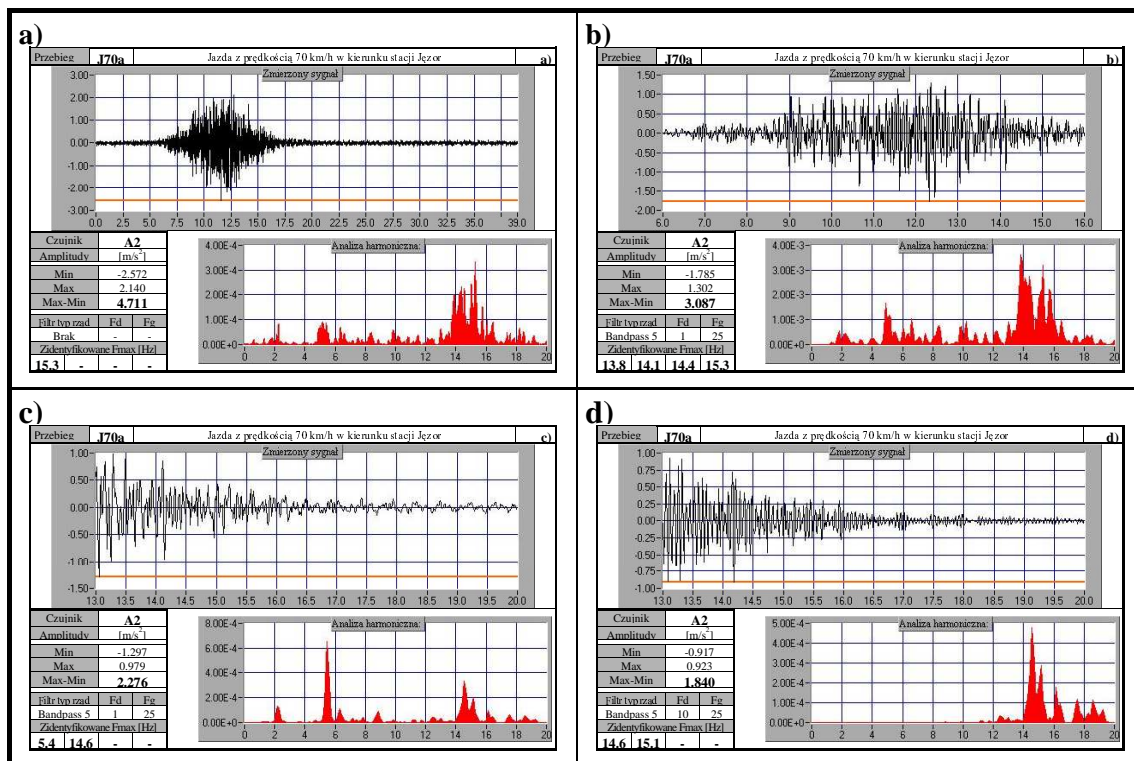 a)
Przebieg J70a Jazda z prędkością 70 km/h w kierunku stacji Jęzor a)
Zmierzony sygnał
3.00
2.00
1.00
0.00
-1.00
-2.00
-3.00
0.0 2.5 5.0 7.5 10.0 12.5 15.0 17.5 20.0 22.5 25.0 27.5 30.0 32.5 35.0 39.0
Czujnik A2
Amplitudy [m/s²]
Min -2.572
Max 2.140
Max-Min 4.711
Filtr typ rząd Fd Fg
Brak - -
Zidentyfikowane Fmax [Hz]
15.3 - - -
Analiza harmoniczna:
4.00E-4
3.00E-4
2.00E-4
1.00E-4
0.00E+0
0 2 4 6 8 10 12 14 16 18 20
b)
Przebieg J70a Jazda z prędkością 70 km/h w kierunku stacji Jęzor b)
Zmierzony sygnał
1.50
1.00
0.50
0.00
-0.50
-1.00
-1.50
-2.00
6.0 7.0 8.0 9.0 10.0 11.0 12.0 13.0 14.0 15.0 16.0
Czujnik A2
Amplitudy [m/s²]
Min -1.785
Max 1.302
Max-Min 3.087
Filtr typ rząd Fd Fg
Bandpass 5 1 25
Zidentyfikowane Fmax [Hz]
13.8 14.1 14.4 15.3
Analiza harmoniczna:
4.00E-3
3.00E-3
2.00E-3
1.00E-3
0.00E+0
0 2 4 6 8 10 12 14 16 18 20
c)
Przebieg J70a Jazda z prędkością 70 km/h w kierunku stacji Jęzor c)
Zmierzony sygnał
1.00
0.50
0.00
-0.50
-1.00
-1.50
13.0 13.5 14.0 14.5 15.0 15.5 16.0 16.5 17.0 17.5 18.0 18.5 19.0 19.5 20.0
Czujnik A2
Amplitudy [m/s²]
Min -1.297
Max 0.979
Max-Min 2.276
Filtr typ rząd Fd Fg
Bandpass 5 1 25
Zidentyfikowane Fmax [Hz]
5.4 14.6 - -
Analiza harmoniczna:
8.00E-4
6.00E-4
4.00E-4
2.00E-4
0.00E+0
0 2 4 6 8 10 12 14 16 18 20
d)
Przebieg J70a Jazda z prędkością 70 km/h w kierunku stacji Jęzor d)
Zmierzony sygnał
1.00
0.75
0.50
0.25
0.00
-0.25
-0.50
-0.75
-1.00
13.0 13.5 14.0 14.5 15.0 15.5 16.0 16.5 17.0 17.5 18.0 18.5 19.0 19.5 20.0
Czujnik A2
Amplitudy [m/s²]
Min -0.917
Max 0.923
Max-Min 1.840
Filtr typ rząd Fd Fg
Bandpass 5 10 25
Zidentyfikowane Fmax [Hz]
14.6 15.1 - -
Analiza harmoniczna:
5.00E-4
4.00E-4
3.00E-4
2.00E-4
1.00E-4
0.00E+0
0 2 4 6 8 10 12 14 16 18 20